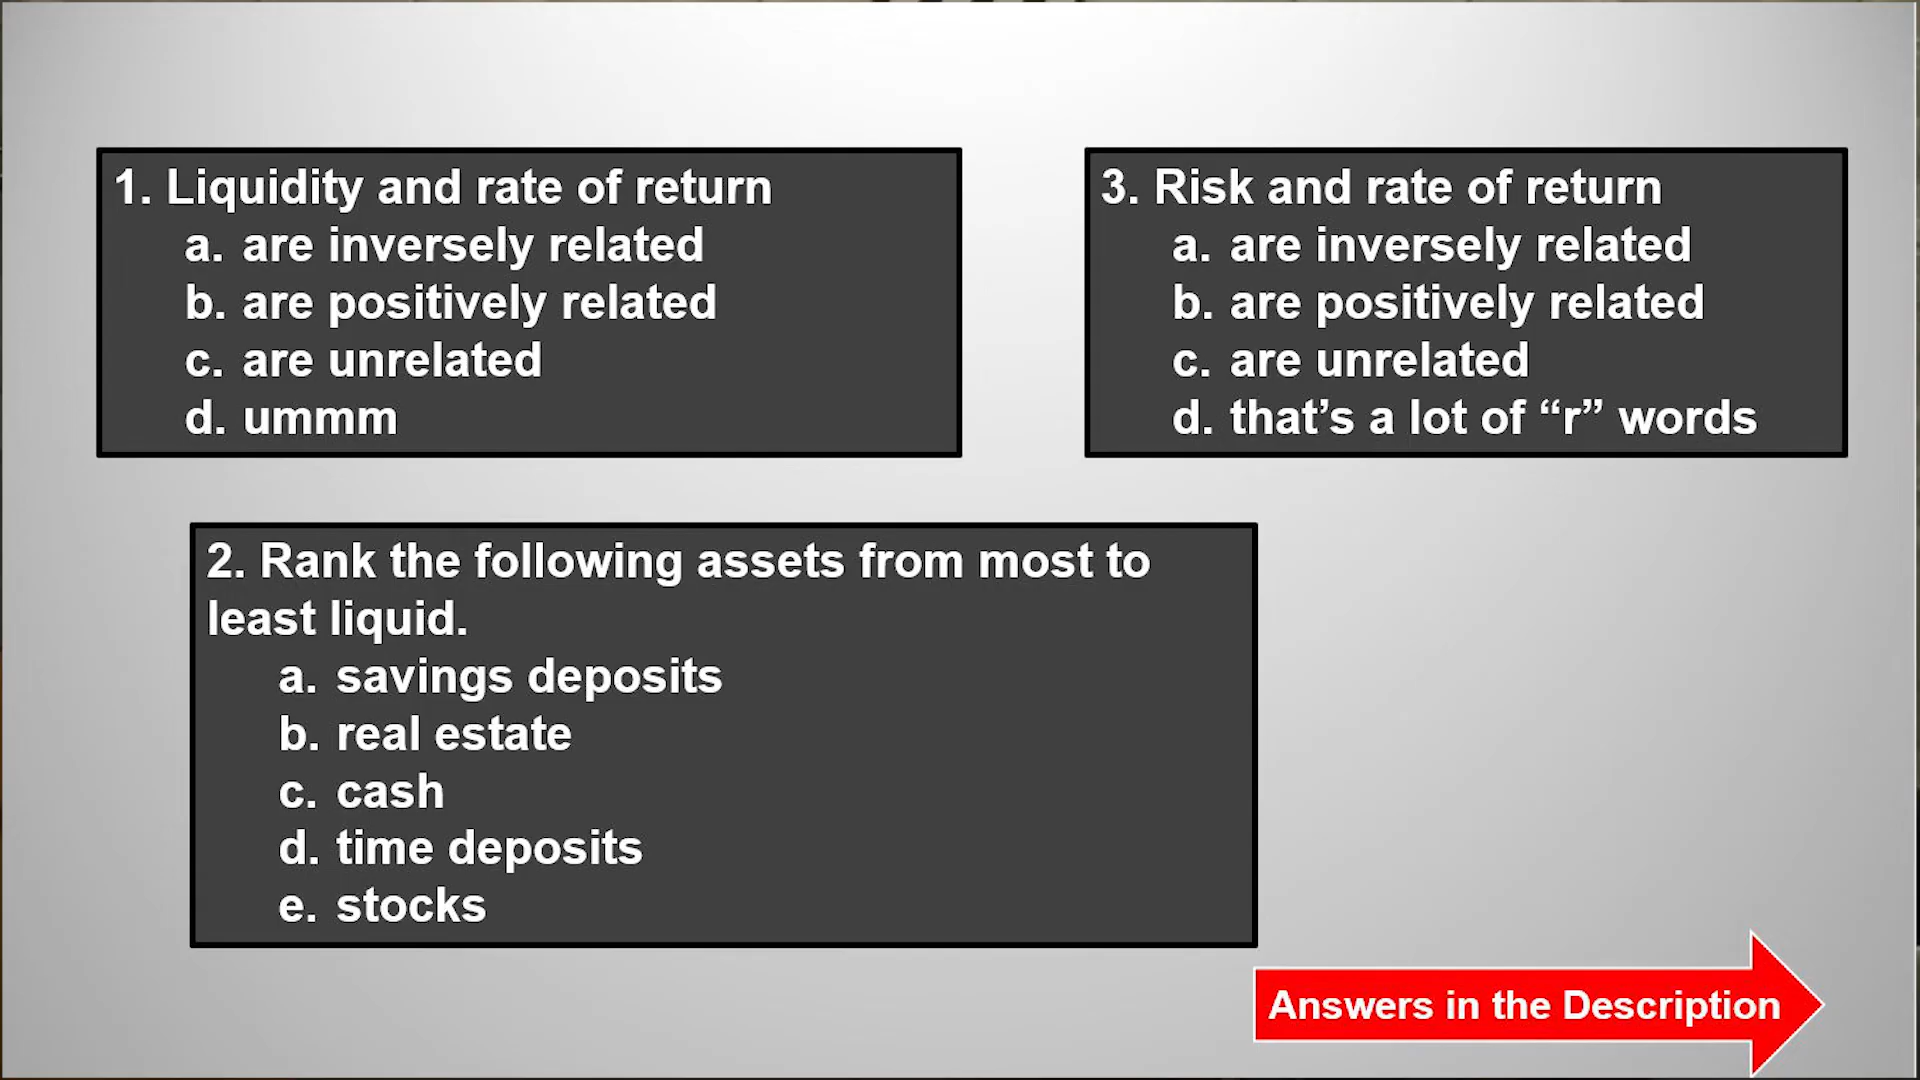 1. Liquidity and rate of return
a. are inversely related
b. are positively related
c. are unrelated
d. ummm
2. Rank the following assets from most to
least liquid.
a. savings deposits
b. real estate
c. cash
d. time deposits
e. stocks
3. Risk and rate of return
a. are inversely related
b. are positively related
c. are unrelated
d. that’s a lot of “r” words
Answers in the Description